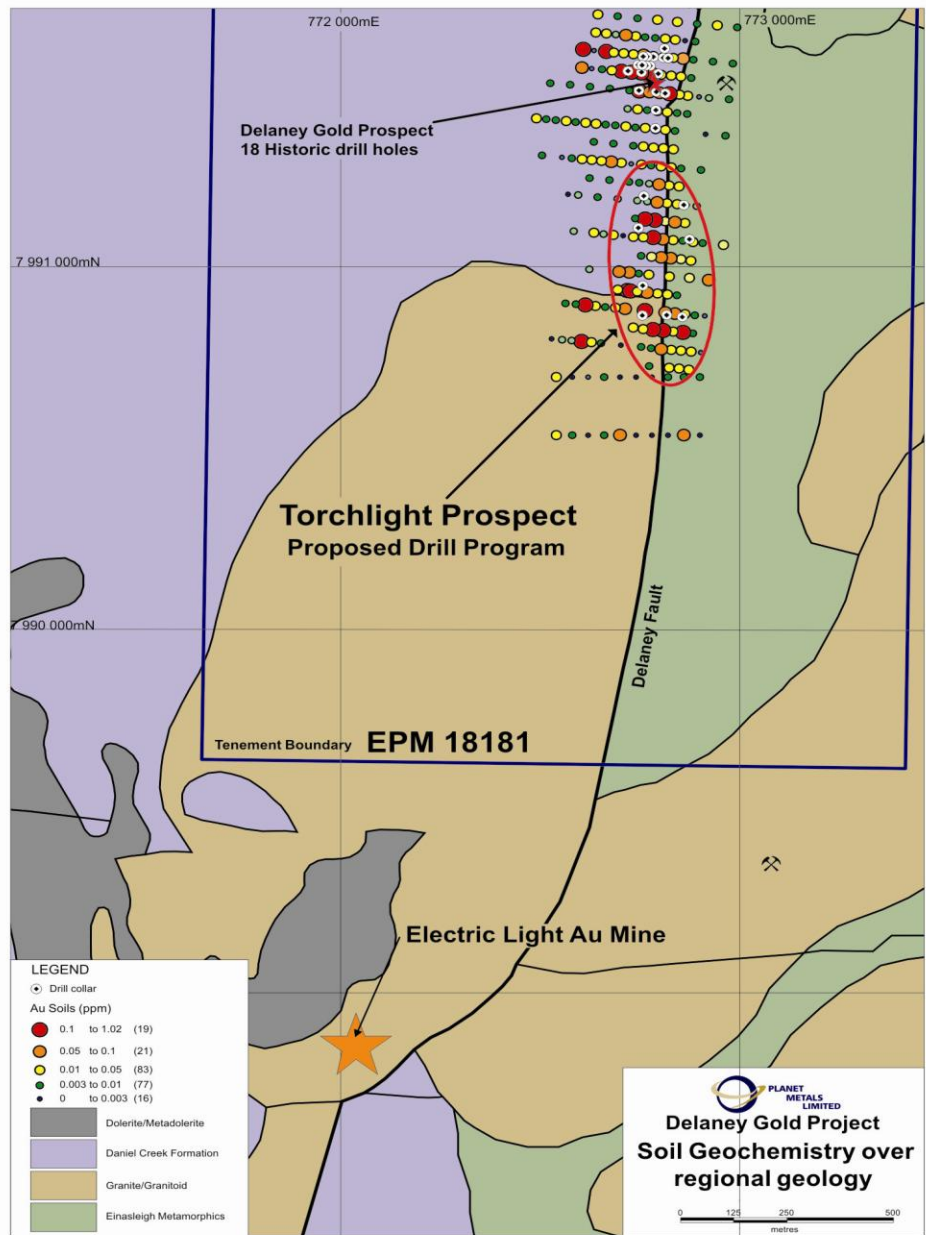 772 000mE
773 000mE
Delaney Gold Prospect
18 Historic drill holes
7 991 000mN
Torchlight Prospect
Proposed Drill Program
7 990 000mN
Delaney Fault
Tenement Boundary EPM 18181
Electric Light Au Mine
LEGEND
Drill collar
Au Soils (ppm)
0.1 to 1.02 (19)
0.05 to 0.1 (21)
0.01 to 0.05 (83)
0.003 to 0.01 (77)
0 to 0.003 (16)
Dolerite/Metadolerite
Daniel Creek Formation
Granite/Granitoid
Einasleigh Metamorphics
PLANET
METALS
LIMITED
Delaney Gold Project
Soil Geochemistry over
regional geology
0 125 250 500
metres